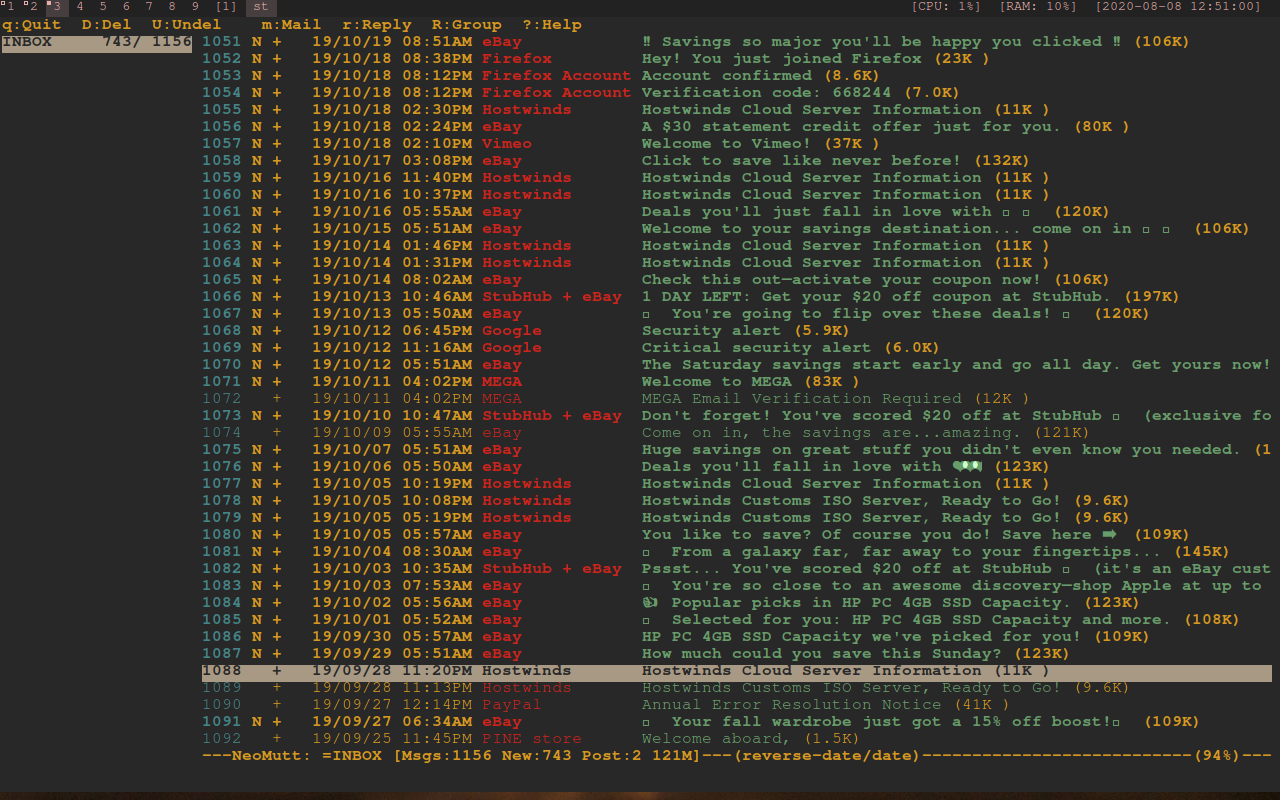 1 2 3 4 5 6 7 8 9 [1] st [CPU: 1%] [RAM: 10%] [2020-08-08 12:51:00]
q:Quit D:Del U:Undel m:Mail r:Reply R:Group ?:Help
INBOX 743/ 1156 1051 N + 19/10/19 08:51AM eBay ‼ Savings so major you'll be happy you clicked ‼ (106K)
1052 N + 19/10/18 08:38PM Firefox Hey! You just joined Firefox (23K )
1053 N + 19/10/18 08:12PM Firefox Account Account confirmed (8.6K)
1054 N + 19/10/18 08:12PM Firefox Account Verification code: 668244 (7.0K)
1055 N + 19/10/18 02:30PM Hostwinds Hostwinds Cloud Server Information (11K )
1056 N + 19/10/18 02:24PM eBay A $30 statement credit offer just for you. (80K )
1057 N + 19/10/18 02:10PM Vimeo Welcome to Vimeo! (37K )
1058 N + 19/10/17 03:08PM eBay Click to save like never before! (132K)
1059 N + 19/10/16 11:40PM Hostwinds Hostwinds Cloud Server Information (11K )
1060 N + 19/10/16 10:37PM Hostwinds Hostwinds Cloud Server Information (11K )
1061 N + 19/10/16 05:55AM eBay Deals you'll just fall in love with (120K)
1062 N + 19/10/15 05:51AM eBay Welcome to your savings destination... come on in (106K)
1063 N + 19/10/14 01:46PM Hostwinds Hostwinds Cloud Server Information (11K )
1064 N + 19/10/14 01:31PM Hostwinds Hostwinds Cloud Server Information (11K )
1065 N + 19/10/14 08:02AM eBay Check this out—activate your coupon now! (106K)
1066 N + 19/10/13 10:46AM StubHub + eBay 1 DAY LEFT: Get your $20 off coupon at StubHub. (197K)
1067 N + 19/10/13 05:50AM eBay You're going to flip over these deals! (120K)
1068 N + 19/10/12 06:45PM Google Security alert (5.9K)
1069 N + 19/10/12 11:16AM Google Critical security alert (6.0K)
1070 N + 19/10/12 05:51AM eBay The Saturday savings start early and go all day. Get yours now!
1071 N + 19/10/11 04:02PM MEGA Welcome to MEGA (83K )
1072 + 19/10/11 04:02PM MEGA MEGA Email Verification Required (12K )
1073 N + 19/10/10 10:47AM StubHub + eBay Don't forget! You've scored $20 off at StubHub (exclusive fo
1074 + 19/10/09 05:55AM eBay Come on in, the savings are...amazing. (121K)
1075 N + 19/10/07 05:51AM eBay Huge savings on great stuff you didn't even know you needed. (1
1076 N + 19/10/06 05:50AM eBay Deals you'll fall in love with (123K)
1077 N + 19/10/05 10:19PM Hostwinds Hostwinds Cloud Server Information (11K )
1078 N + 19/10/05 10:08PM Hostwinds Hostwinds Customs ISO Server, Ready to Go! (9.6K)
1079 N + 19/10/05 05:19PM Hostwinds Hostwinds Customs ISO Server, Ready to Go! (9.6K)
1080 N + 19/10/05 05:57AM eBay You like to save? Of course you do! Save here ➡ (109K)
1081 N + 19/10/04 08:30AM eBay From a galaxy far, far away to your fingertips... (145K)
1082 N + 19/10/03 10:35AM StubHub + eBay Pssst... You've scored $20 off at StubHub (it's an eBay cust
1083 N + 19/10/03 07:53AM eBay You're so close to an awesome discovery—shop Apple at up to
1084 N + 19/10/02 05:56AM eBay 👍 Popular picks in HP PC 4GB SSD Capacity. (123K)
1085 N + 19/10/01 05:52AM eBay Selected for you: HP PC 4GB SSD Capacity and more. (108K)
1086 N + 19/09/30 05:57AM eBay HP PC 4GB SSD Capacity we've picked for you! (109K)
1087 N + 19/09/29 05:51AM eBay How much could you save this Sunday? (123K)
1088 + 19/09/28 11:20PM Hostwinds Hostwinds Cloud Server Information (11K )
1089 + 19/09/28 11:13PM Hostwinds Hostwinds Customs ISO Server, Ready to Go! (9.6K)
1090 + 19/09/27 12:14PM PayPal Annual Error Resolution Notice (41K )
1091 N + 19/09/27 06:34AM eBay Your fall wardrobe just got a 15% off boost! (109K)
1092 + 19/09/25 11:45PM PINE store Welcome aboard, (1.5K)
---NeoMutt: =INBOX [Msgs:1156 New:743 Post:2 121M]---(reverse-date/date)---------------------------(94%)---